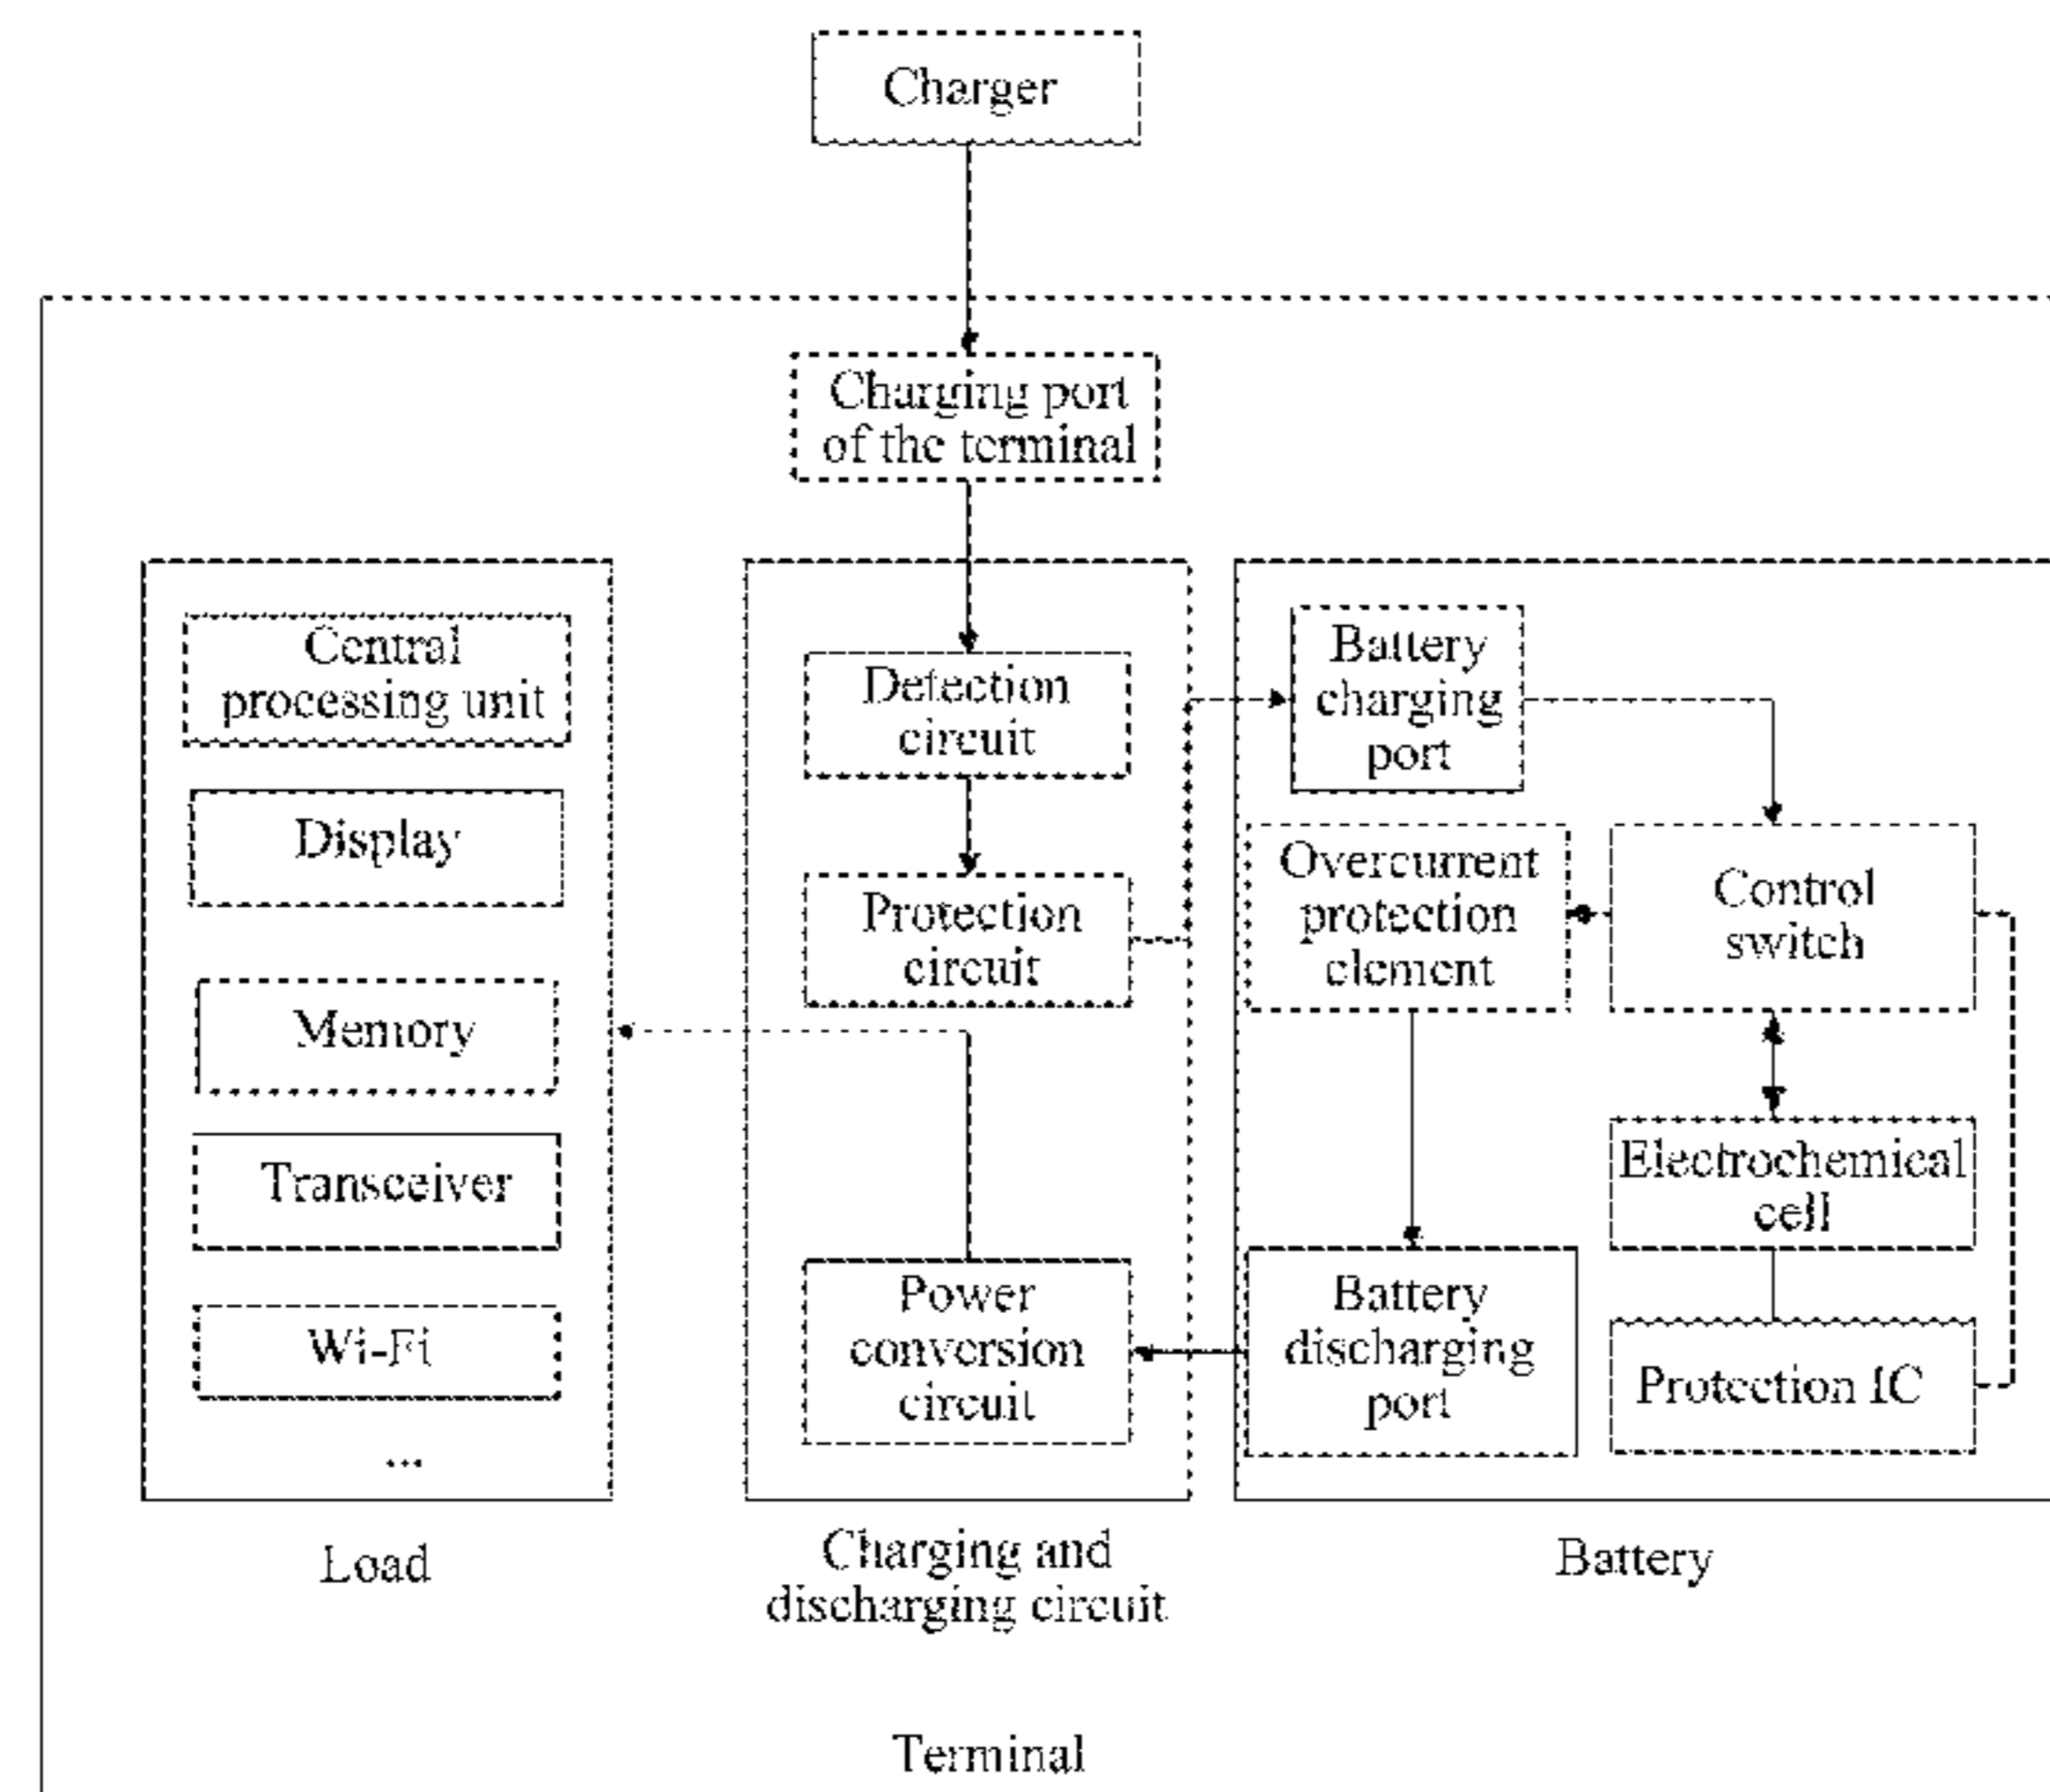 Charger
Charging port
of the terminal
Central
processing unit
Display
Memory
Transceiver
Wi-Fi
...
Load
Detection
circuit
Protection
circuit
Power
conversion
circuit
Charging and
discharging circuit
Battery
charging
port
Overcurrent
protection
element
Control
switch
Electrochemical
cell
Battery
discharging
port
Protection IC
Battery
Terminal